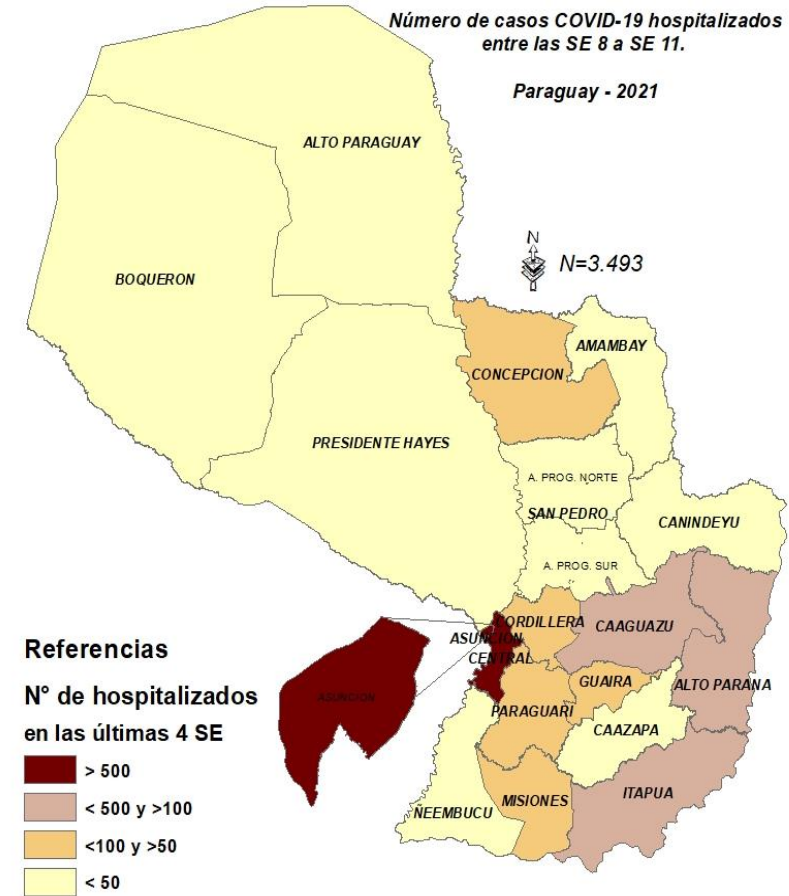 Número de casos COVID-19 hospitalizados
entre las SE 8 a SE 11.
Paraguay - 2021
ALTO PARAGUAY
BOQUERON
N
N=3.493
AMAMBAY
CONCEPCION
PRESIDENTE HAYES
A. PROG. NORTE
SAN PEDRO
CANINDEYU
A. PROG. SUR
CORDILLERA
CAAGUAZU
ASUNCION
CENTRAL
GUAIRA
ALTO PARANA
ASUNCION
PARAGUARI
CAAZAPA
ITAPUA
MISIONES
ÑEEMBUCU
Referencias
N° de hospitalizados
en las últimas 4 SE
> 500
< 500 y >100
<100 y >50
< 50